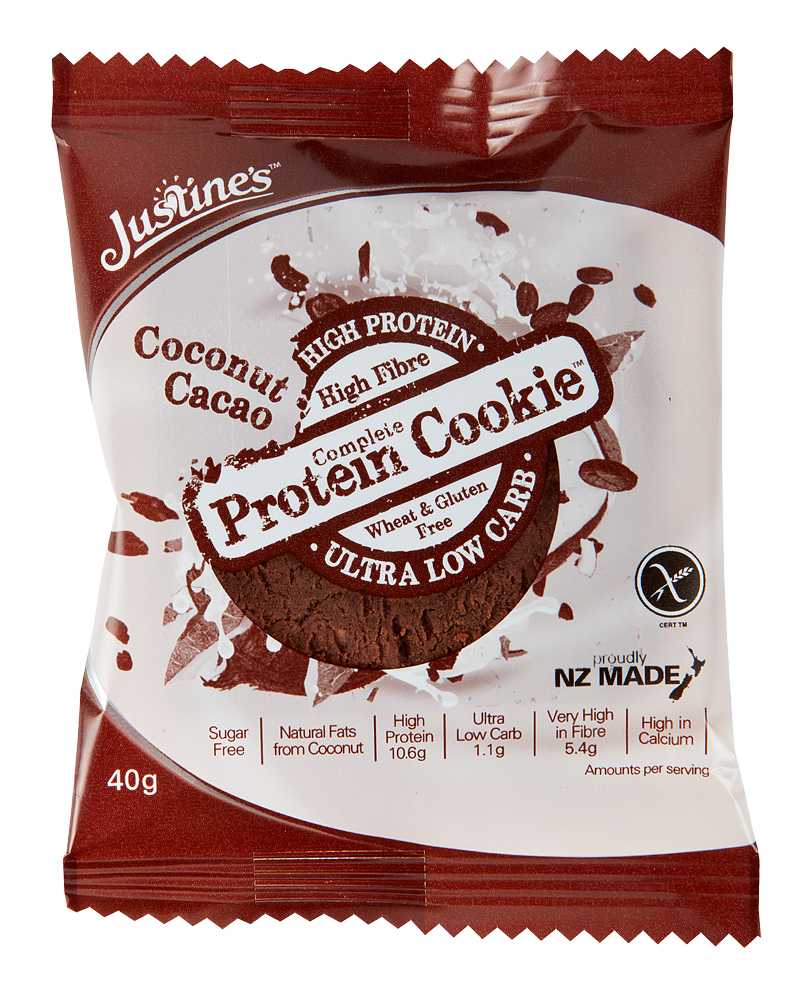 Justine's™
Coconut
Cacao
HIGH PROTEIN
High Fibre
Complete
Protein Cookie™
Wheat & Gluten
Free
• ULTRA LOW CARB •
CERT TM
proudly
NZ MADE
Sugar
Free
Natural Fats
from Coconut
High
Protein
10.6g
Ultra
Low Carb
1.1g
Very High
in Fibre
5.4g
High in
Calcium
Amounts per serving
40g